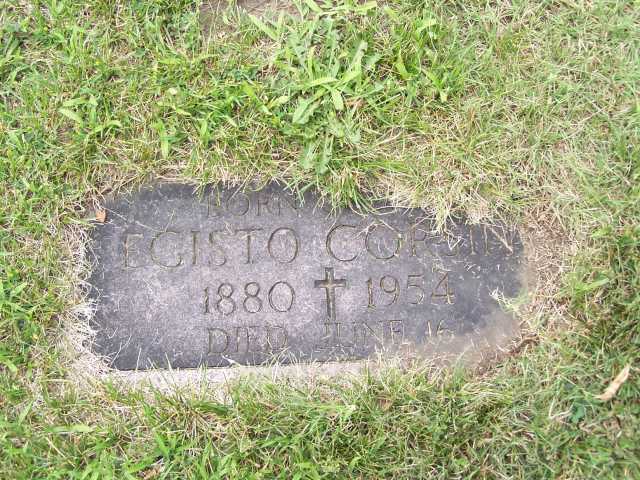 BORN
EGISTO
1880 1954
DIED JUNE 16